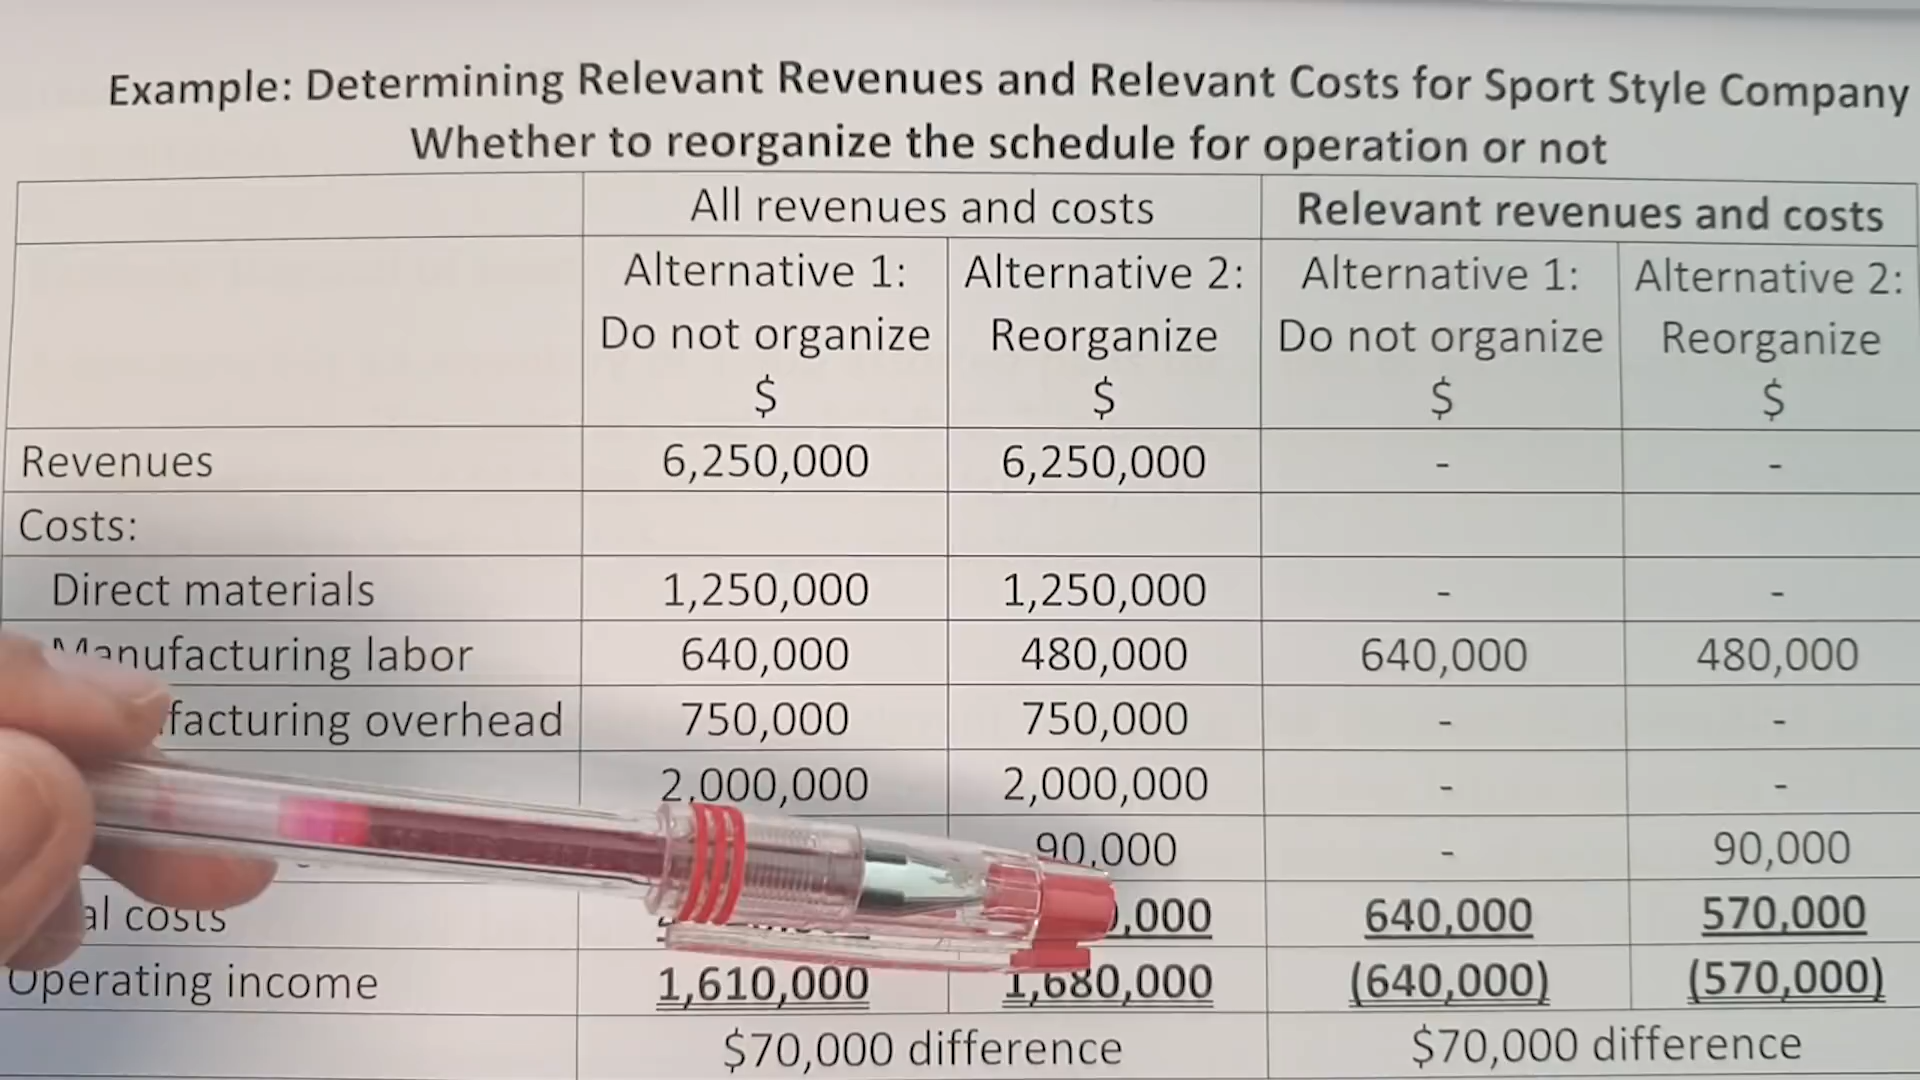 Example: Determining Relevant Revenues and Relevant Costs for Sport Style Company
Whether to reorganize the schedule for operation or not
All revenues and costs Relevant revenues and costs
Alternative 1: Alternative 2: Alternative 1: Alternative 2:
Do not organize Reorganize Do not organize Reorganize
$ $ $ $
Revenues 6,250,000 6,250,000 - -
Costs:
Direct materials 1,250,000 1,250,000 - -
Manufacturing labor 640,000 480,000 640,000 480,000
facturing overhead 750,000 750,000 - -
2,000,000 2,000,000 - -
90,000 - 90,000
al costs ,000 640,000 570,000
Operating income 1,610,000 1,680,000 (640,000) (570,000)
$70,000 difference $70,000 difference